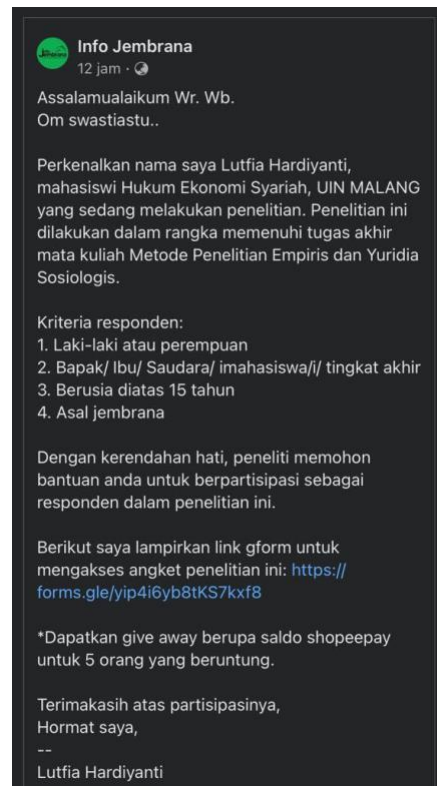 Info Jembrana
12 jam ·
Assalamualaikum Wr. Wb.
Om swastiastu..
Perkenalkan nama saya Lutfia Hardiyanti,
mahasiswi Hukum Ekonomi Syariah, UIN MALANG
yang sedang melakukan penelitian. Penelitian ini
dilakukan dalam rangka memenuhi tugas akhir
mata kuliah Metode Penelitian Empiris dan Yuridia
Sosiologis.
Kriteria responden:
1. Laki-laki atau perempuan
2. Bapak/ Ibu/ Saudara/ imahasiswa/i/ tingkat akhir
3. Berusia diatas 15 tahun
4. Asal jembrana
Dengan kerendahan hati, peneliti memohon
bantuan anda untuk berpartisipasi sebagai
responden dalam penelitian ini.
Berikut saya lampirkan link gform untuk
mengakses angket penelitian ini: https://
forms.gle/yip4i6yb8tKS7kxf8
*Dapatkan give away berupa saldo shopeepay
untuk 5 orang yang beruntung.
Terimakasih atas partisipasinya,
Hormat saya,
--
Lutfia Hardiyanti